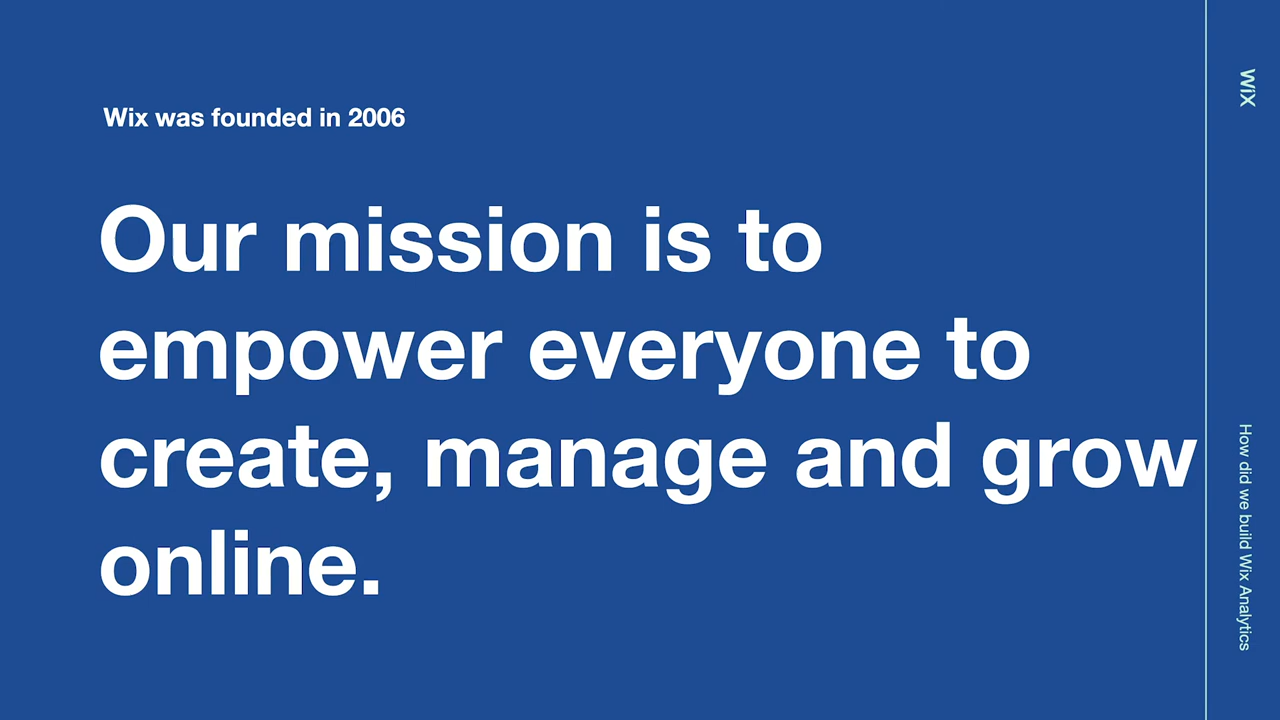 Wix was founded in 2006
Our mission is to
empower everyone to
create, manage and grow
online.
WiX
How did we build Wix Analytics